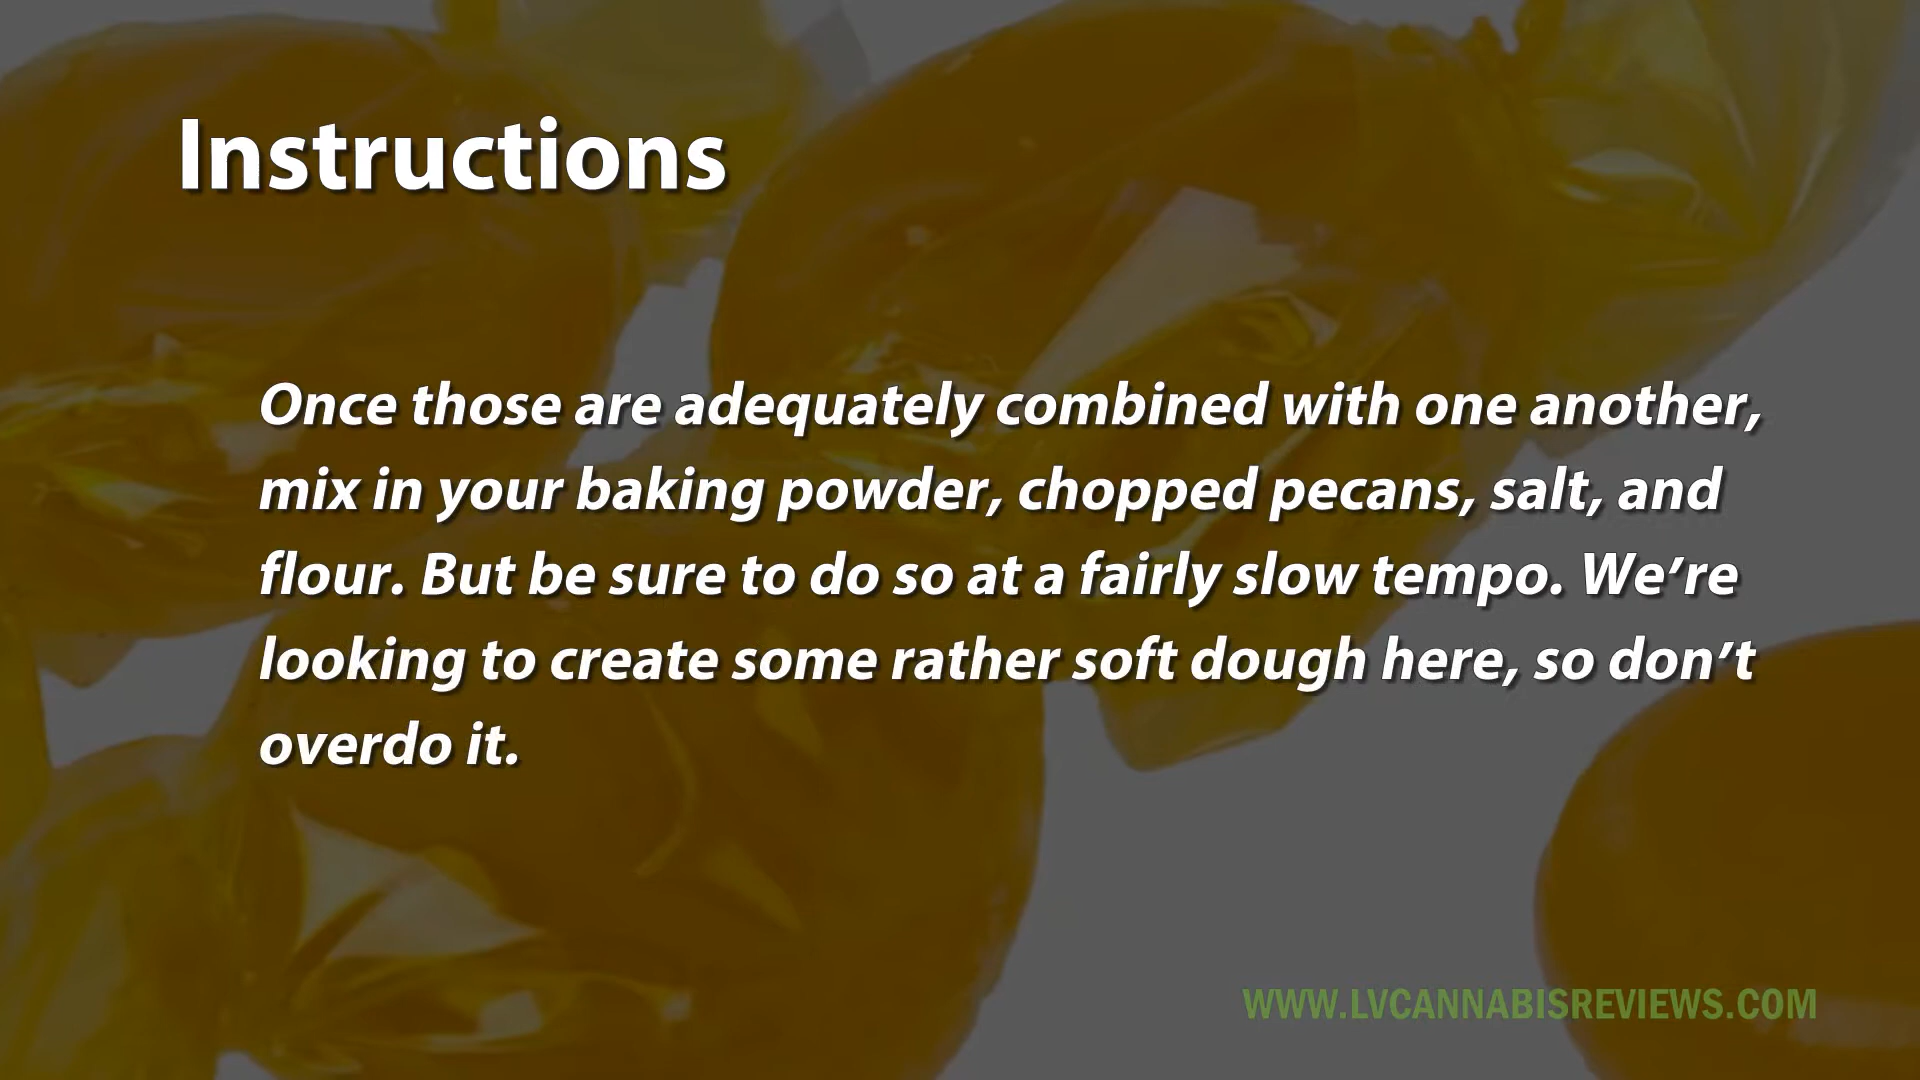 Instructions
Once those are adequately combined with one another,
mix in your baking powder, chopped pecans, salt, and
flour. But be sure to do so at a fairly slow tempo. We’re
looking to create some rather soft dough here, so don’t
overdo it.
WWW.LVCANNABISREVIEWS.COM